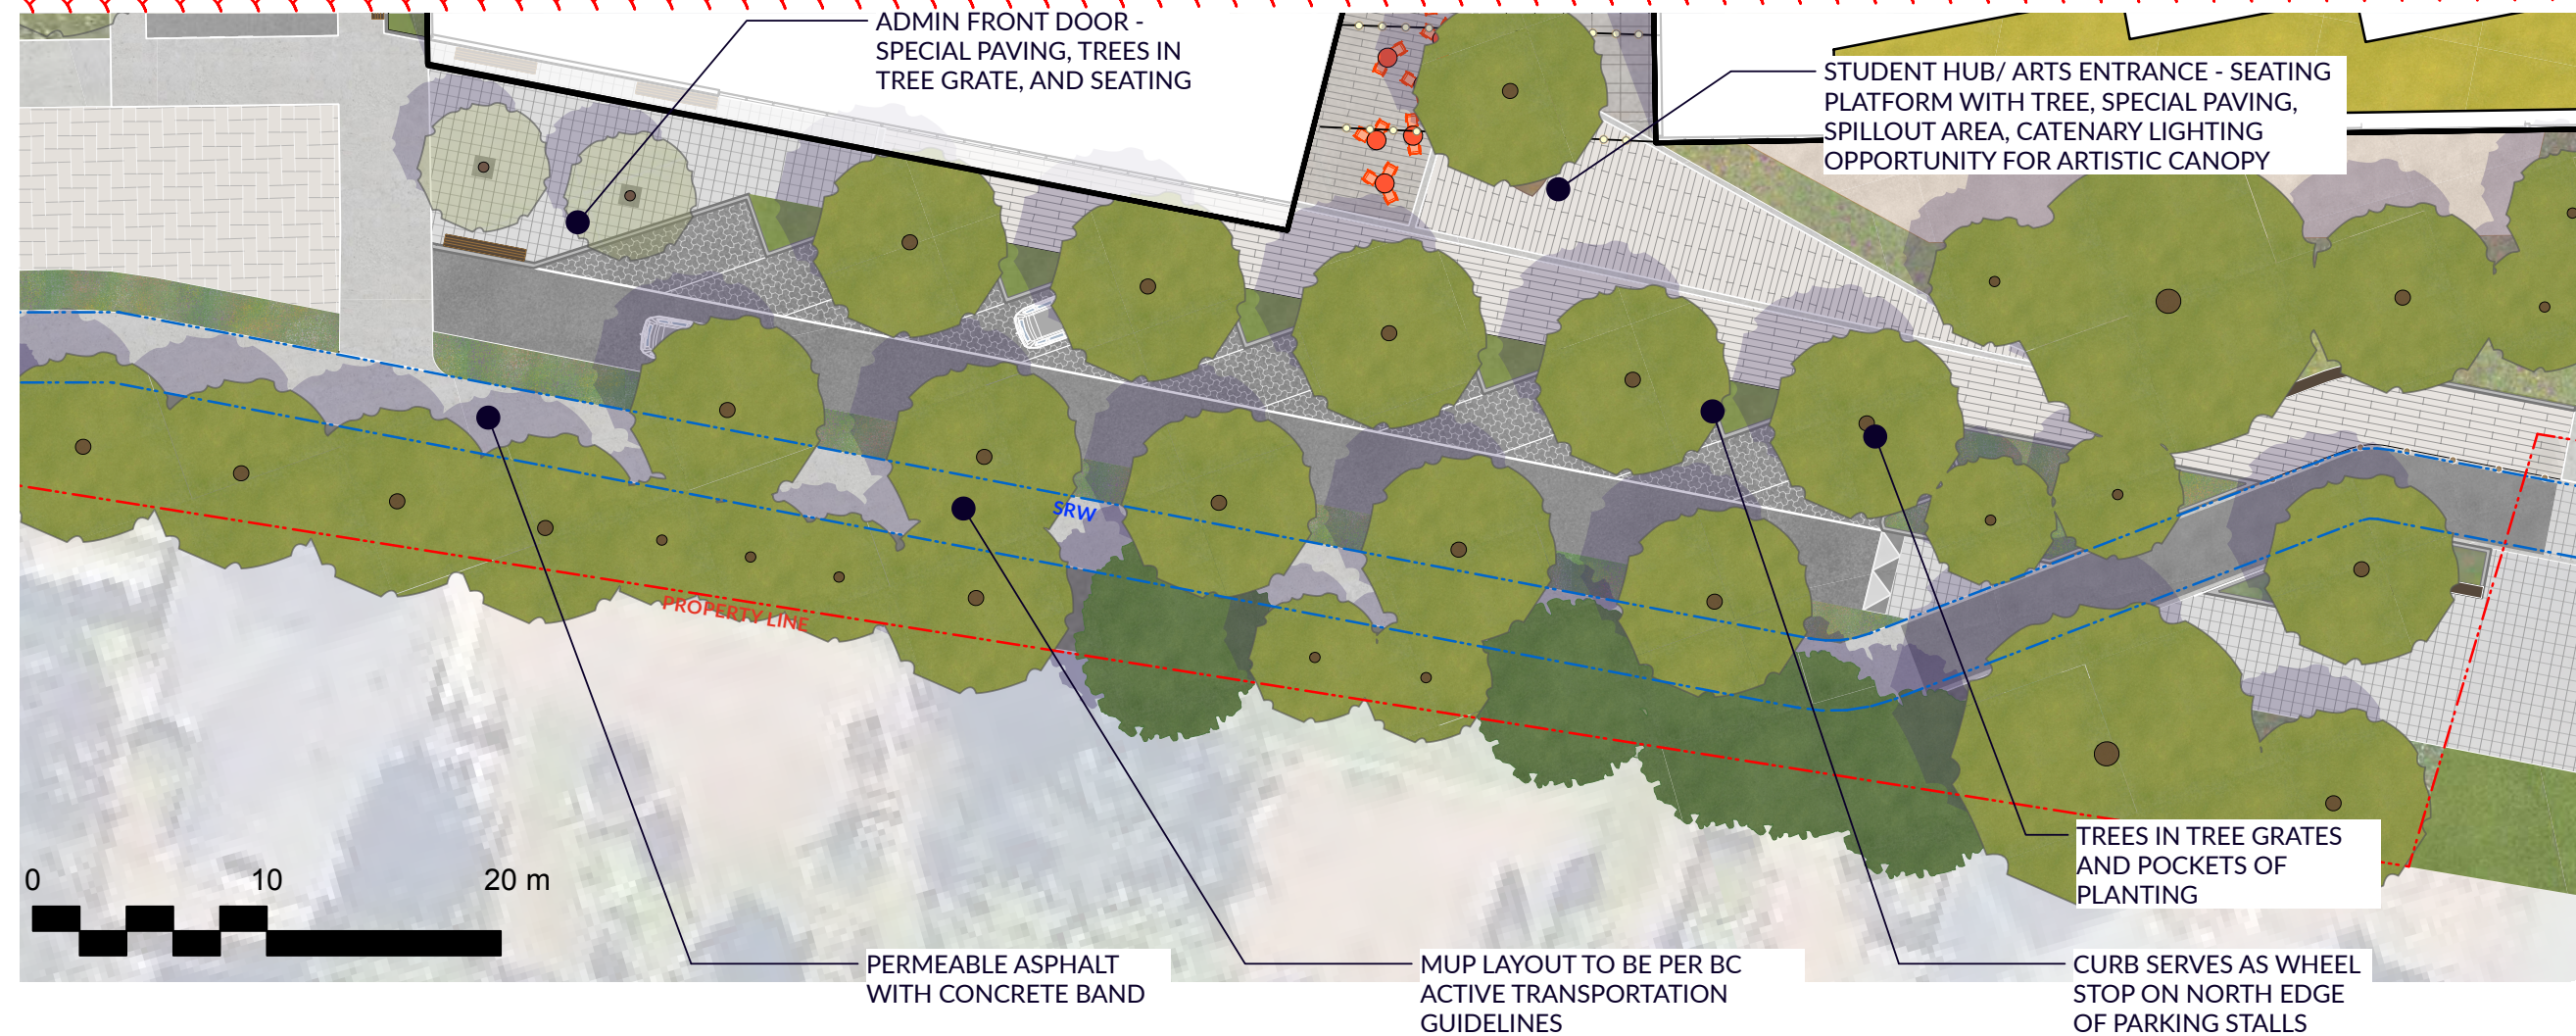 ADMIN FRONT DOOR -
SPECIAL PAVING, TREES IN
TREE GRATE, AND SEATING
STUDENT HUB/ ARTS ENTRANCE - SEATING
PLATFORM WITH TREE, SPECIAL PAVING,
SPILLOUT AREA, CATENARY LIGHTING
OPPORTUNITY FOR ARTISTIC CANOPY
SRW
PROPERTY LINE
TREES IN TREE GRATES
AND POCKETS OF
PLANTING
0 10 20 m
PERMEABLE ASPHALT
WITH CONCRETE BAND
MUP LAYOUT TO BE PER BC
ACTIVE TRANSPORTATION
GUIDELINES
CURB SERVES AS WHEEL
STOP ON NORTH EDGE
OF PARKING STALLS